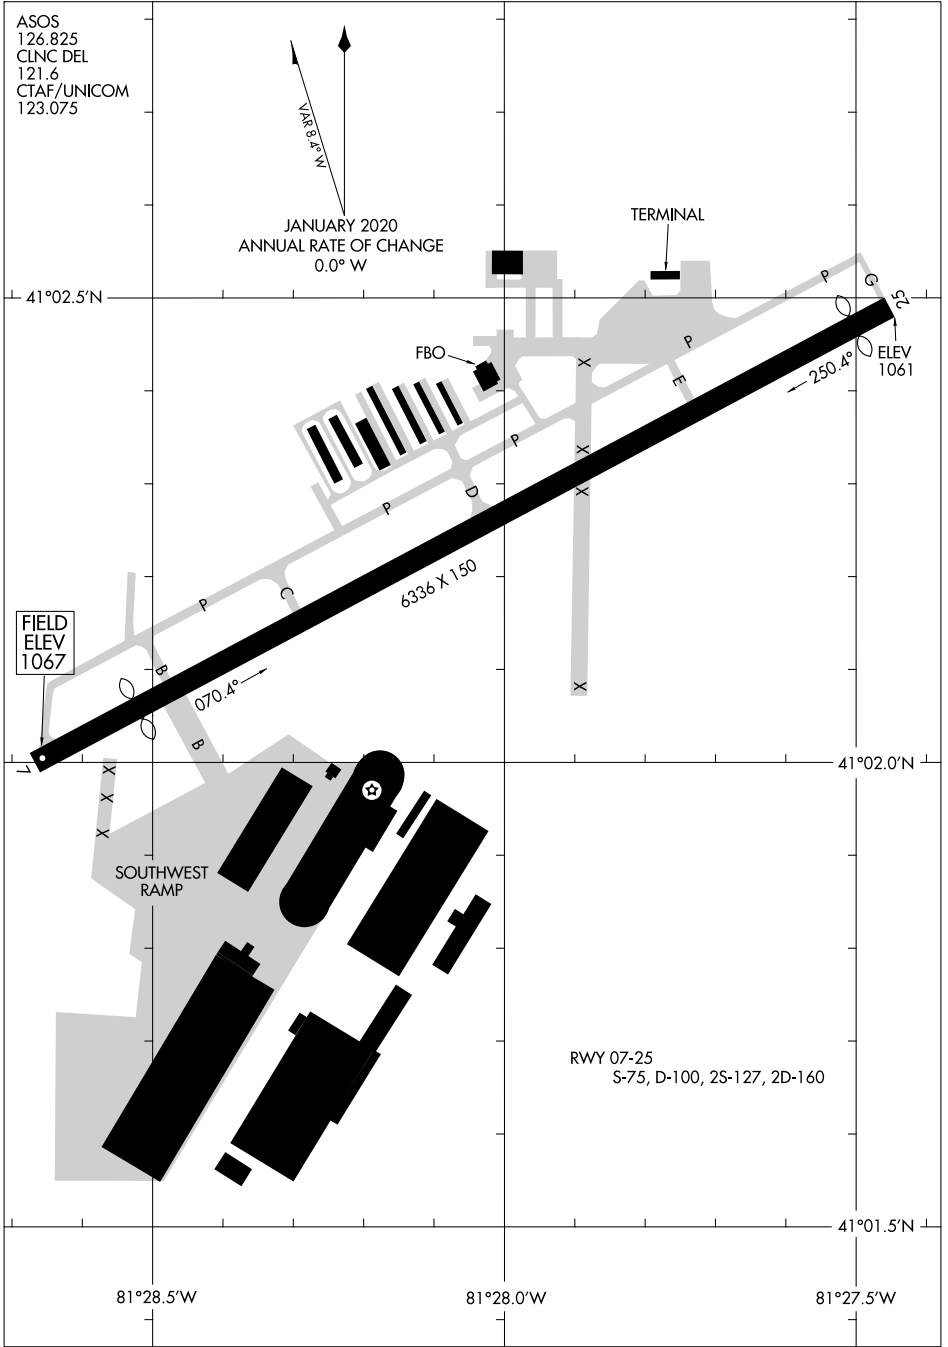 ASOS
126.825
CLNC DEL
121.6
CTAF/UNICOM
123.075
VAR 8.4° W
JANUARY 2020
ANNUAL RATE OF CHANGE
0.0° W
TERMINAL
41°02.5'N
P
G
25
ELEV
1061
250.4°
P
E
FBO
X
X
X
P
D
P
6336 X 150
C
P
FIELD
ELEV
1067
B
070.4°
B
X
7
41°02.0'N
X
X
X
SOUTHWEST
RAMP
RWY 07-25
S-75, D-100, 2S-127, 2D-160
41°01.5'N
81°28.5'W
81°28.0'W
81°27.5'W